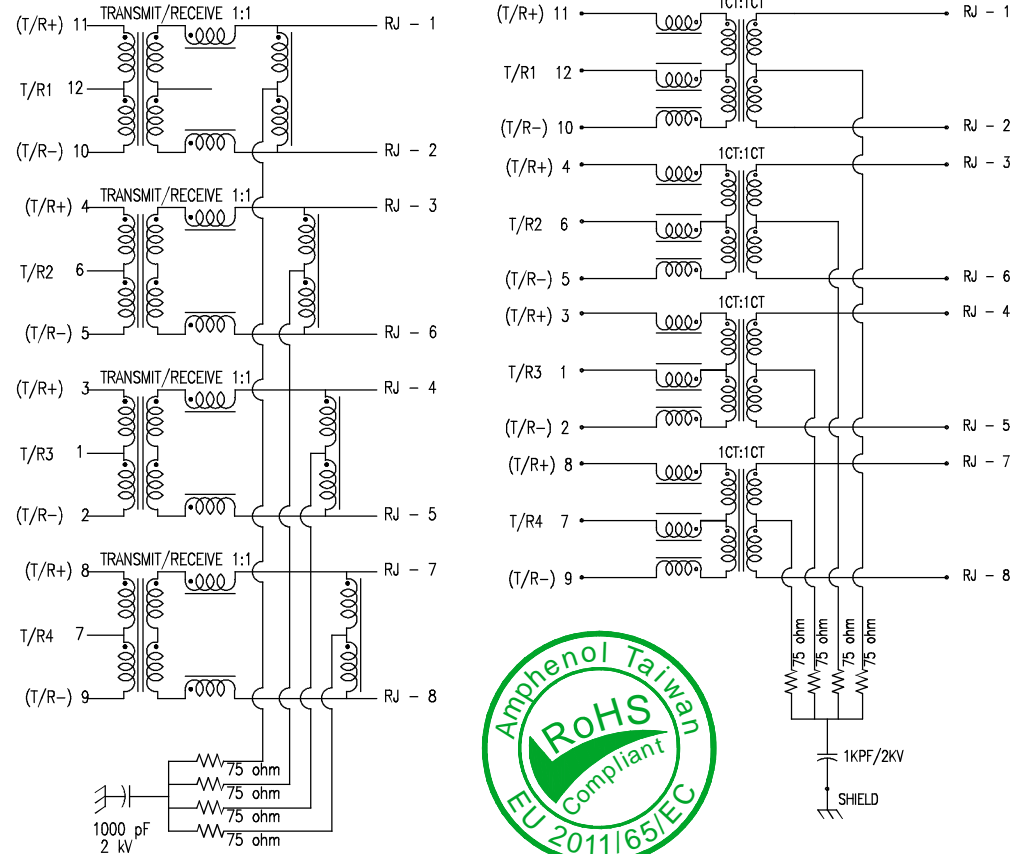 TRANSMIT/RECEIVE 1:1
(T/R+) 11
RJ - 1
T/R1 12
(T/R-) 10
RJ - 2
TRANSMIT/RECEIVE 1:1
(T/R+) 4
RJ - 3
T/R2 6
(T/R-) 5
RJ - 6
TRANSMIT/RECEIVE 1:1
(T/R+) 3
RJ - 4
T/R3 1
(T/R-) 2
RJ - 5
TRANSMIT/RECEIVE 1:1
(T/R+) 8
RJ - 7
T/R4 7
(T/R-) 9
RJ - 8
75 ohm
75 ohm
75 ohm
75 ohm
1000 pF
2 kV
1CT:1CT
(T/R+) 11
RJ - 1
T/R1 12
(T/R-) 10
RJ - 2
1CT:1CT
(T/R+) 4
RJ - 3
T/R2 6
(T/R-) 5
RJ - 6
1CT:1CT
(T/R+) 3
RJ - 4
T/R3 1
(T/R-) 2
RJ - 5
1CT:1CT
(T/R+) 8
RJ - 7
T/R4 7
(T/R-) 9
RJ - 8
75 ohm
75 ohm
75 ohm
75 ohm
1KPF/2KV
SHIELD
Amphenol Taiwan
RoHS
Compliant
EU 2011/65/EC